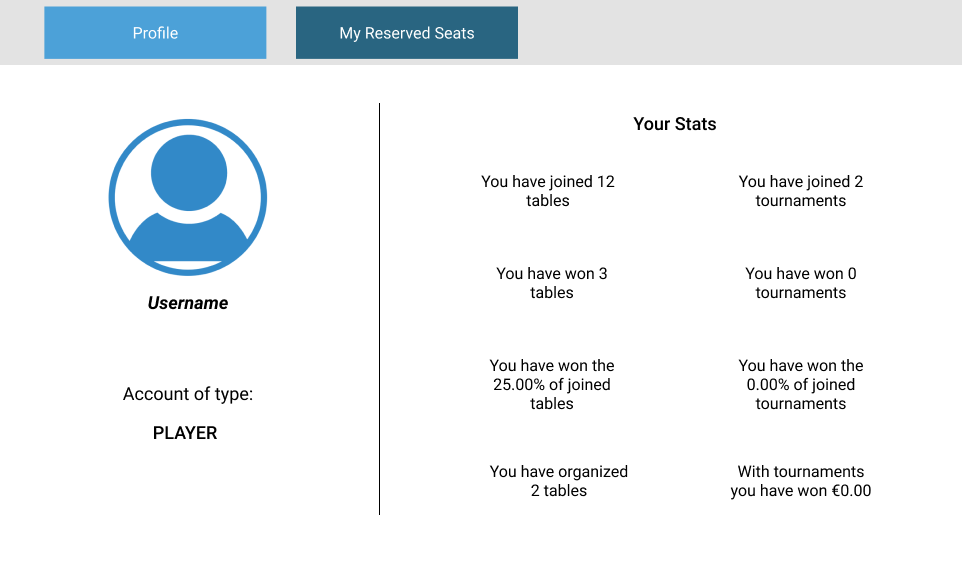 Profile
My Reserved Seats
Username
Account of type:
PLAYER
Your Stats
You have joined 12
tables
You have joined 2
tournaments
You have won 3
tables
You have won 0
tournaments
You have won the
25.00% of joined
tables
You have won the
0.00% of joined
tournaments
You have organized
2 tables
With tournaments
you have won €0.00